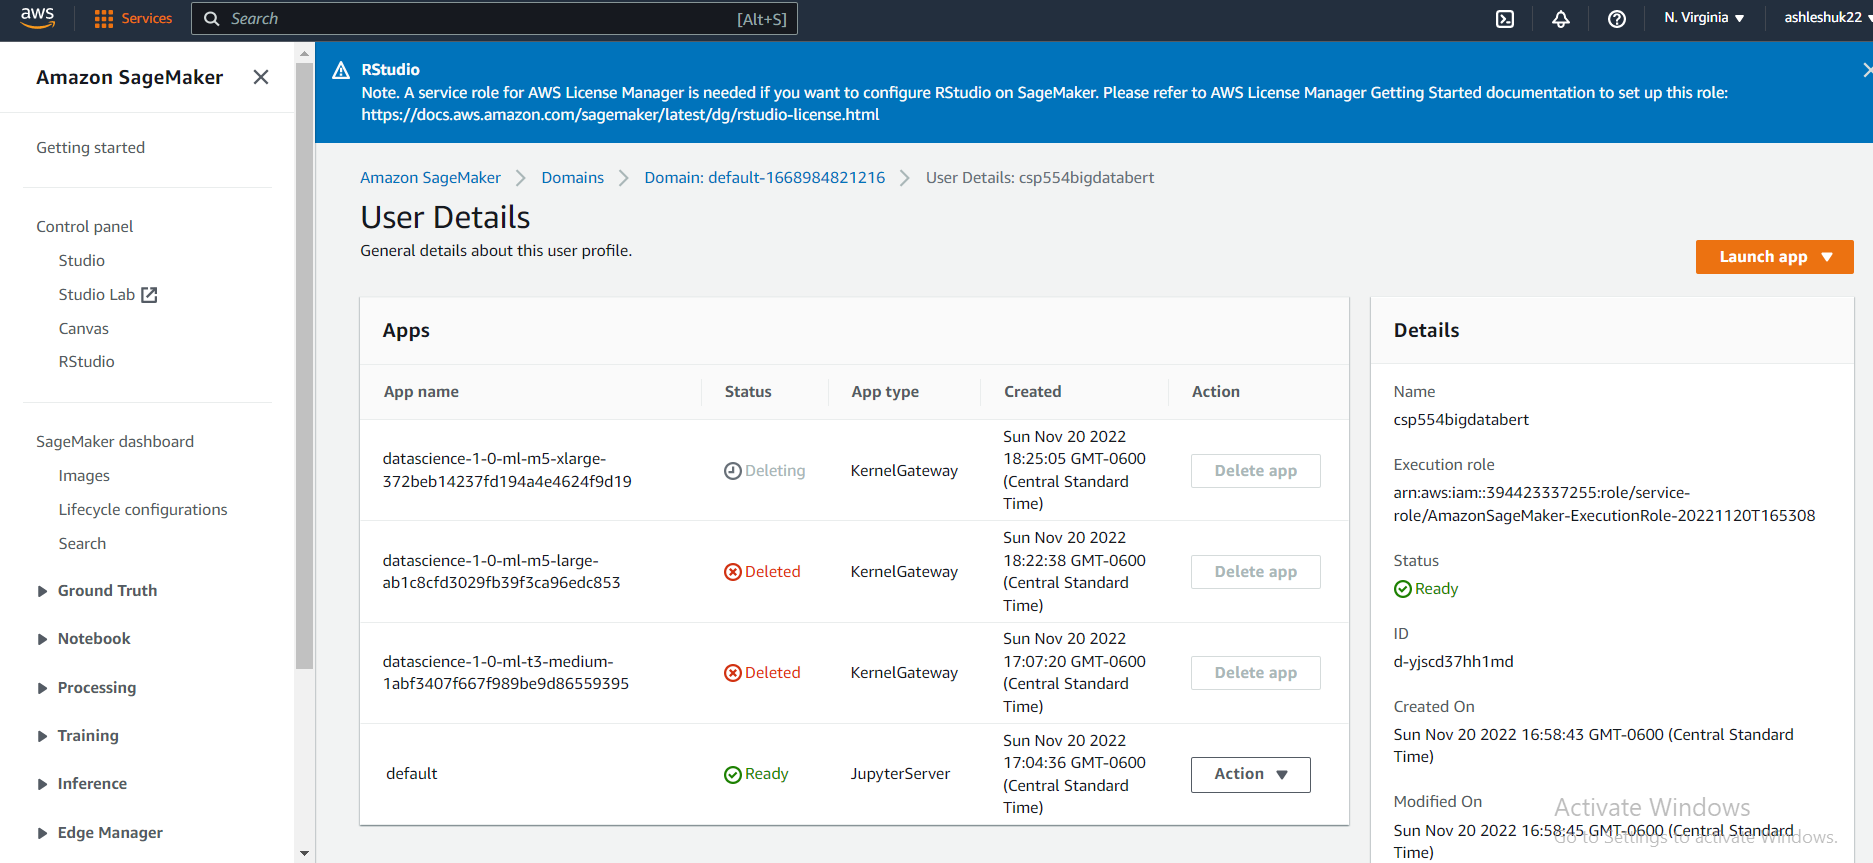 aws
Services
Search
[Alt+S]
N. Virginia
ashleshuk22
Amazon SageMaker
Getting started
Control panel
Studio
Studio Lab
Canvas
RStudio
SageMaker dashboard
Images
Lifecycle configurations
Search
Ground Truth
Notebook
Processing
Training
Inference
Edge Manager
RStudio
Note. A service role for AWS License Manager is needed if you want to configure RStudio on SageMaker. Please refer to AWS License Manager Getting Started documentation to set up this role:
https://docs.aws.amazon.com/sagemaker/latest/dg/rstudio-license.html
Amazon SageMaker
Domains
Domain: default-1668984821216
User Details: csp554bigdatabert
User Details
General details about this user profile.
Launch app
Apps
App name
Status
App type
Created
Action
datascience-1-0-ml-m5-xlarge-
372beb14237fd194a4e4624f9d19
Deleting
KernelGateway
Sun Nov 20 2022
18:25:05 GMT-0600
(Central Standard
Time)
Delete app
datascience-1-0-ml-m5-large-
ab1c8cfd3029fb39f3ca96edc853
Deleted
KernelGateway
Sun Nov 20 2022
18:22:38 GMT-0600
(Central Standard
Time)
Delete app
datascience-1-0-ml-t3-medium-
1abf3407f667f989be9d86559395
Deleted
KernelGateway
Sun Nov 20 2022
17:07:20 GMT-0600
(Central Standard
Time)
Delete app
default
Ready
JupyterServer
Sun Nov 20 2022
17:04:36 GMT-0600
(Central Standard
Time)
Action
Details
Name
csp554bigdatabert
Execution role
arn:aws:iam::394423337255:role/service-
role/AmazonSageMaker-ExecutionRole-20221120T165308
Status
Ready
ID
d-yjscd37hh1md
Created On
Sun Nov 20 2022 16:58:43 GMT-0600 (Central Standard
Time)
Modified On
Sun Nov 20 2022 16:58:45 GMT-0600 (Central Standard
Time)
Activate Windows
Go to Settings to activate Windows.